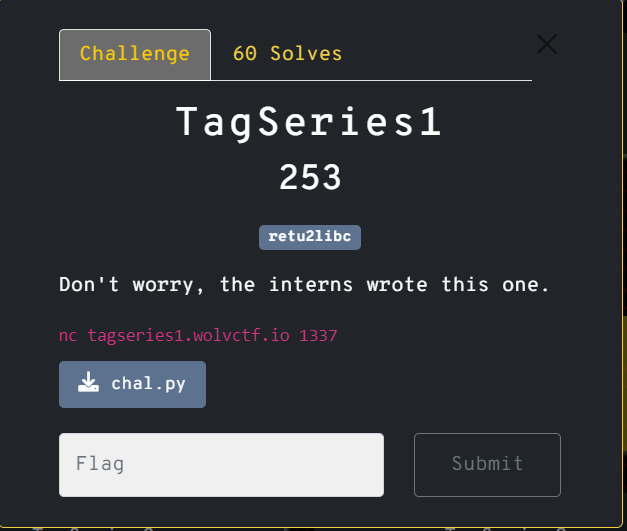 Challenge
60 Solves
TagSeries1
253
retu2libc
Don't worry, the interns wrote this one.
nc tagseries1.wolvctf.io 1337
chal.py
Flag
Submit